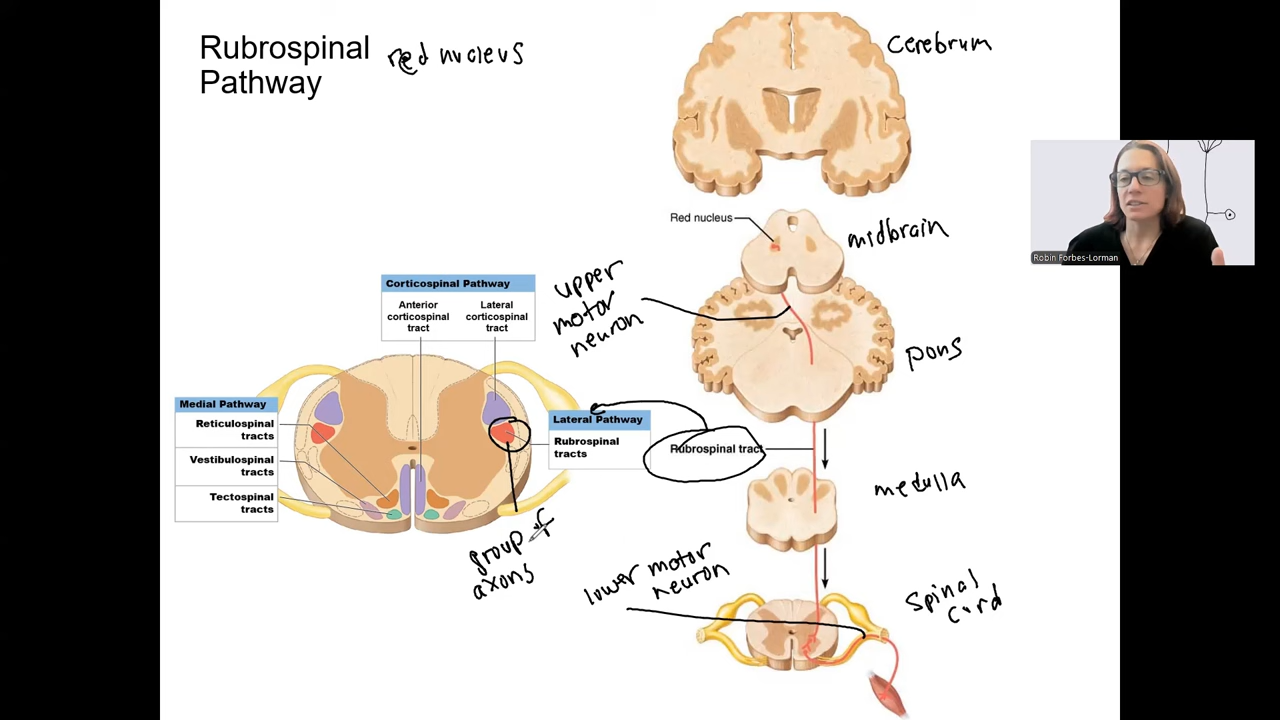 Rubrospinal
Pathway
red nucleus
cerebrum
Red nucleus
midbrain
Robin Forbes-Lorman
upper
motor
neuron
Corticospinal Pathway
Anterior
corticospinal
tract
Lateral
corticospinal
tract
pons
Medial Pathway
Reticulospinal
tracts
Vestibulospinal
tracts
Tectospinal
tracts
Lateral Pathway
Rubrospinal
tracts
Rubrospinal tract
medulla
group of
axons
lower motor
neuron
spinal
cord